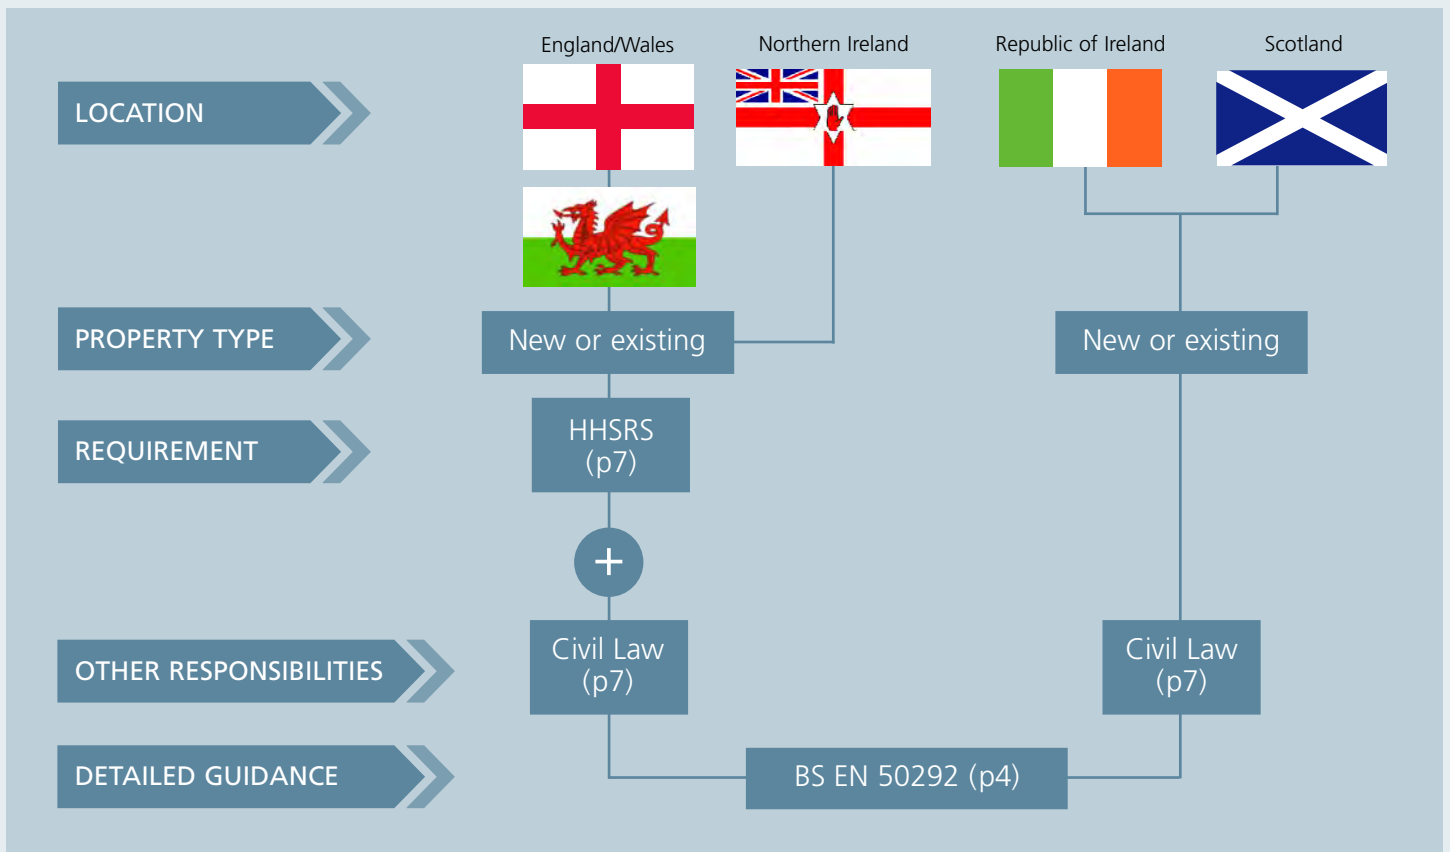 England/Wales
Northern Ireland
Republic of Ireland
Scotland
LOCATION
PROPERTY TYPE
New or existing
New or existing
REQUIREMENT
HHSRS
(p7)
+
OTHER RESPONSIBILITIES
Civil Law
(p7)
Civil Law
(p7)
DETAILED GUIDANCE
BS EN 50292 (p4)